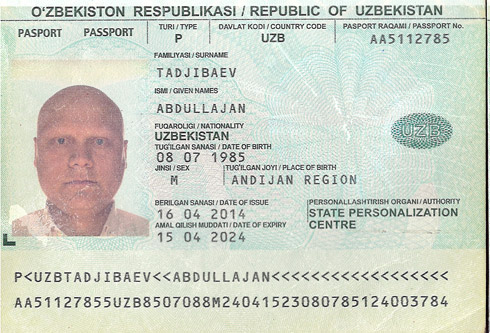 O‘ZBEKISTON RESPUBLIKASI / REPUBLIC OF UZBEKISTAN
PASPORT PASSPORT
TURI / TYPE DAVLAT KODI / COUNTRY CODE PASPORT RAQAMI / PASSPORT No.
P UZB AA5112785
FAMILIYASI / SURNAME
TADJIBAEV
ISMI / GIVEN NAMES
ABDULLAJAN
FUQAROLIGI / NATIONALITY
UZBEKISTAN
TUG‘ILGAN SANASI / DATE OF BIRTH
08 07 1985
JINSI / SEX TUG‘ILGAN JOYI / PLACE OF BIRTH
M ANDIJAN REGION
BERILGAN SANASI / DATE OF ISSUE PERSONALLASHTIRISH ORGANI / AUTHORITY
16 04 2014 STATE PERSONALIZATION
AMAL QILISH MUDDATI / DATE OF EXPIRY CENTRE
15 04 2024
UZB
P<UZBTADJIBAEV<<ABDULLAJAN<<<<<<<<<<<<<<<<<<
AA51127855UZB8507088M24041523080785124003784